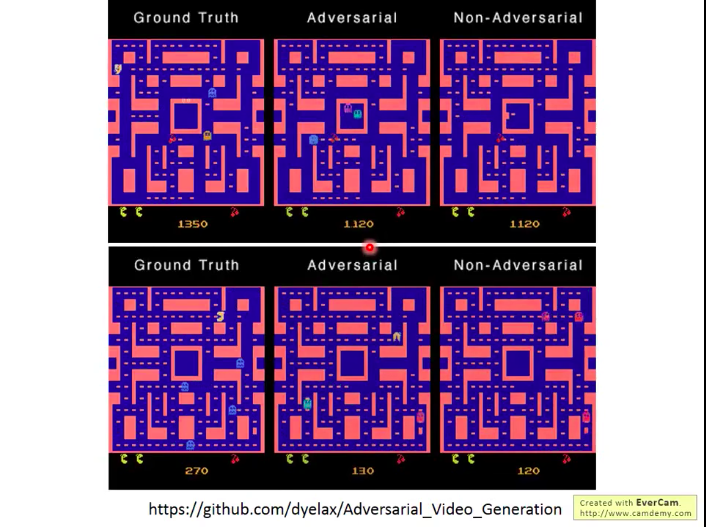 Ground Truth Adversarial Non-Adversarial
1350 1120 1120
Ground Truth Adversarial Non-Adversarial
270 130 120
https://github.com/dyelax/Adversarial_Video_Generation
Created with EverCam.
http://www.camdemy.com